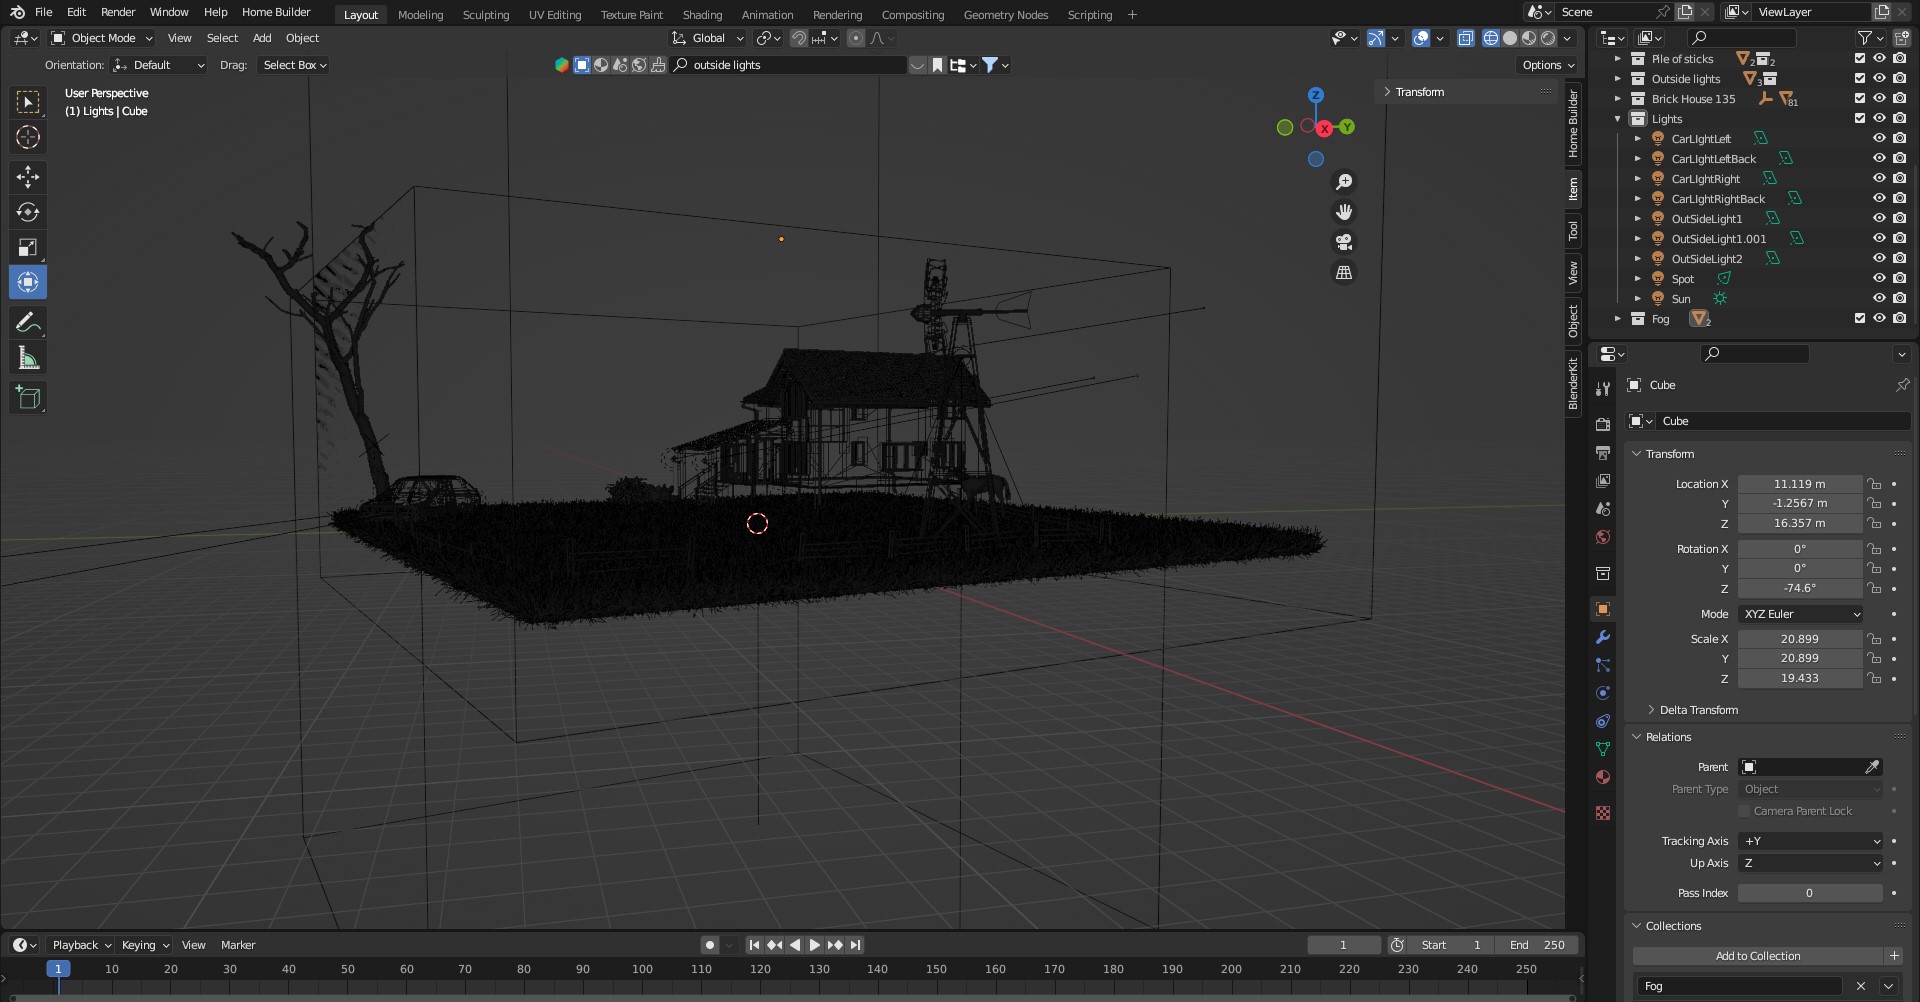 File Edit Render Window Help Home Builder Layout Modeling Sculpting UV Editing Texture Paint Shading Animation Rendering Compositing Geometry Nodes Scripting + Scene ViewLayer
Object Mode View Select Add Object Global
Orientation: Default Drag: Select Box outside lights Options
User Perspective
(1) Lights | Cube
Transform
Z
X
Y
Home Builder
Item
Tool
View
Object
BlenderKit
Pile of sticks 2 2
Outside lights 3
Brick House 135 81
Lights
CarLIghtLeft
CarLIghtLeftBack
CarLIghtRight
CarLIghtRightBack
OutSideLight1
OutSideLight1.001
OutSideLight2
Spot
Sun
Fog 2
Cube
Cube
Transform
Location X 11.119 m
Y -1.2567 m
Z 16.357 m
Rotation X 0°
Y 0°
Z -74.6°
Mode XYZ Euler
Scale X 20.899
Y 20.899
Z 19.433
Delta Transform
Relations
Parent
Parent Type Object
Camera Parent Lock
Tracking Axis +Y
Up Axis Z
Pass Index 0
Collections
Add to Collection +
Fog
Playback Keying View Marker 1 Start 1 End 250
1 10 20 30 40 50 60 70 80 90 100 110 120 130 140 150 160 170 180 190 200 210 220 230 240 250